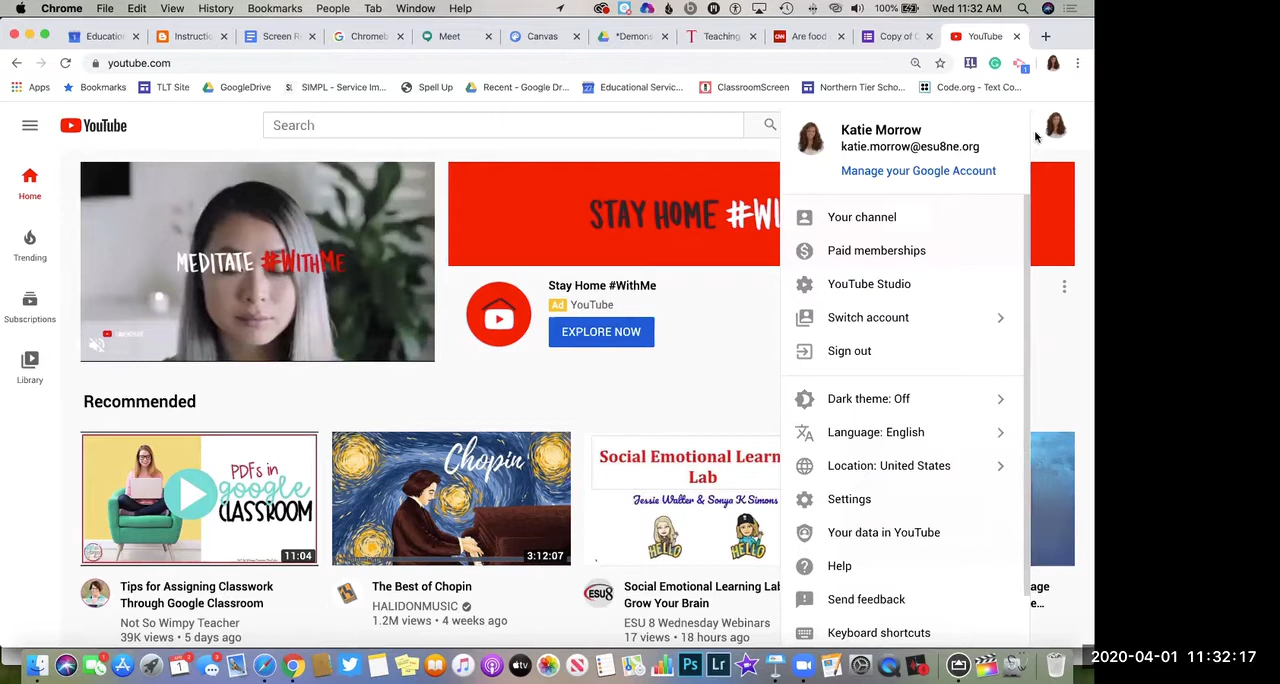 Chrome File Edit View History Bookmarks People Tab Window Help 100% Wed 11:32 AM
Education Instructi Screen R Chromeb Meet Canvas *Demons Teaching Are food Copy of C YouTube
youtube.com
Apps Bookmarks TLT Site GoogleDrive SIMPL - Service Im... Spell Up Recent - Google Dr... Educational Servic... ClassroomScreen Northern Tier Scho... Code.org - Text Co...
YouTube
Search
Katie Morrow
katie.morrow@esu8ne.org
Manage your Google Account
Home
Trending
Subscriptions
Library
MEDITATE #WITHME
STAY HOME #WI
Stay Home #WithMe
Ad YouTube
EXPLORE NOW
Your channel
Paid memberships
YouTube Studio
Switch account
Sign out
Dark theme: Off
Language: English
Location: United States
Settings
Your data in YouTube
Help
Send feedback
Keyboard shortcuts
Recommended
PDFs in
google
CLASSROOM
11:04
Chopin
3:12:07
Social Emotional Learn
Lab
Jessie Walter & Sonya K Simons
HELLO HELLO
Tips for Assigning Classwork
Through Google Classroom
Not So Wimpy Teacher
39K views • 5 days ago
The Best of Chopin
HALIDONMUSIC
1.2M views • 4 weeks ago
ESU8
Social Emotional Learning Lab
Grow Your Brain
ESU 8 Wednesday Webinars
17 views • 18 hours ago
age
e...
Ps Lr
2020-04-01 11:32:17